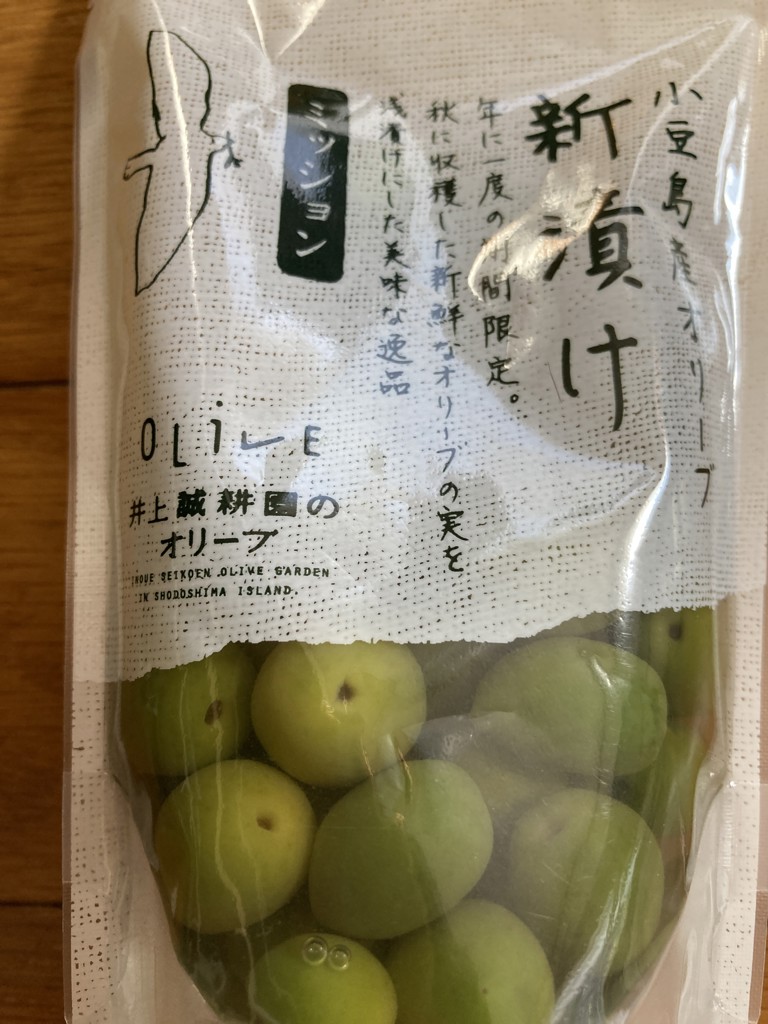 小豆島産オリーブ
新漬け
年に一度の期間限定。
秋に収穫した新鮮なオリーブの実を
浅漬けにした美味な逸品
ミッション
OLiVE
井上誠耕園の
オリーブ
INOUE SEIKOEN OLIVE GARDEN
IN SHODOSHIMA ISLAND.